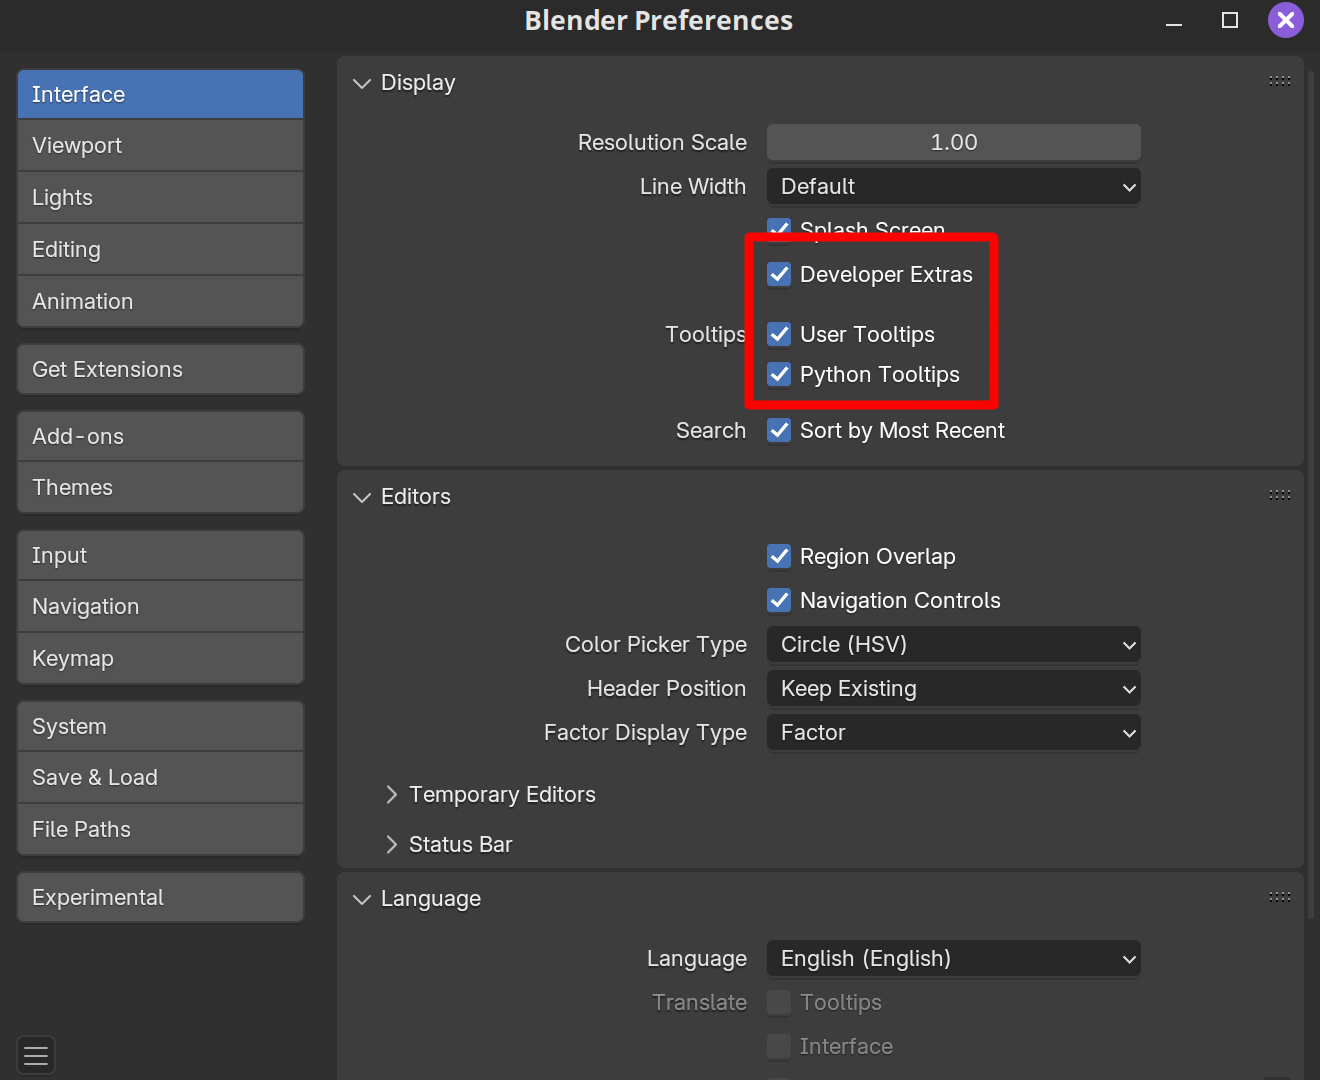 Blender Preferences
Interface
Viewport
Lights
Editing
Animation
Get Extensions
Add-ons
Themes
Input
Navigation
Keymap
System
Save & Load
File Paths
Experimental
Display
Resolution Scale 1.00
Line Width Default
Splash Screen
Developer Extras
Tooltips User Tooltips
Python Tooltips
Search Sort by Most Recent
Editors
Region Overlap
Navigation Controls
Color Picker Type Circle (HSV)
Header Position Keep Existing
Factor Display Type Factor
Temporary Editors
Status Bar
Language
Language English (English)
Translate Tooltips
Interface